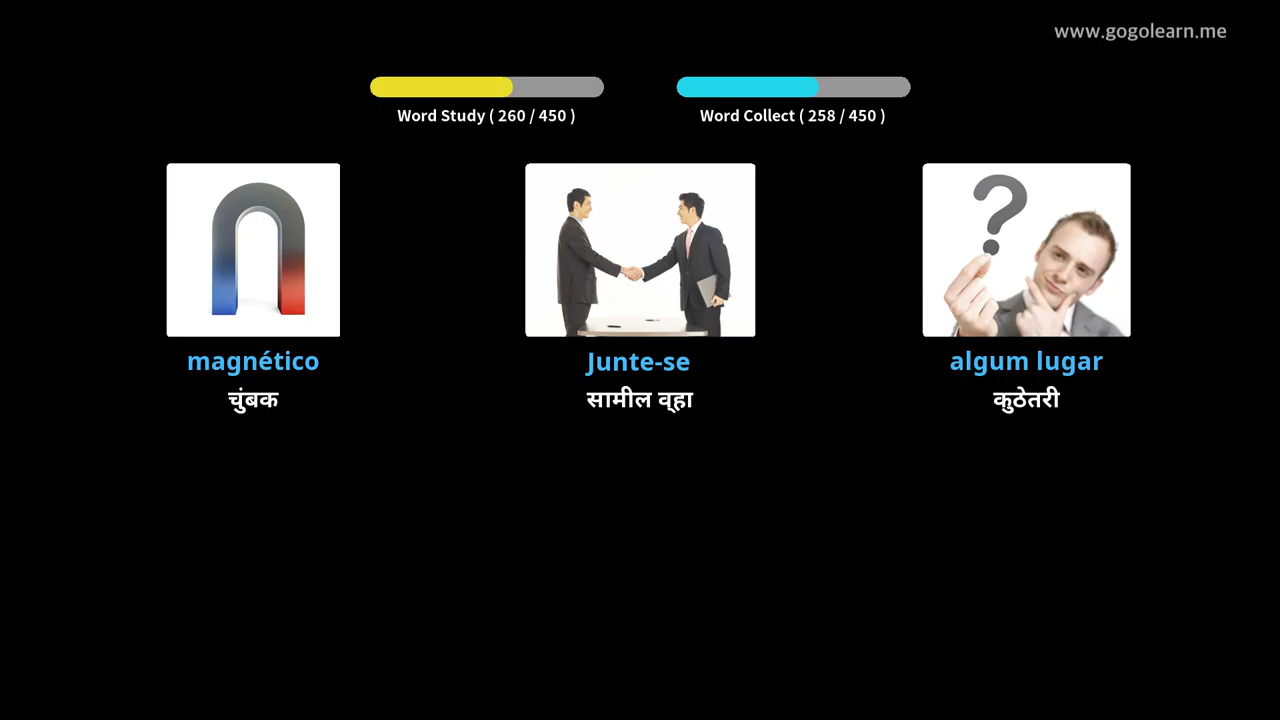 www.gogolearn.me
Word Study ( 260 / 450 )
Word Collect ( 258 / 450 )
magnético
Junte-se
algum lugar
चुंबक
सामील व्हा
कुठेतरी